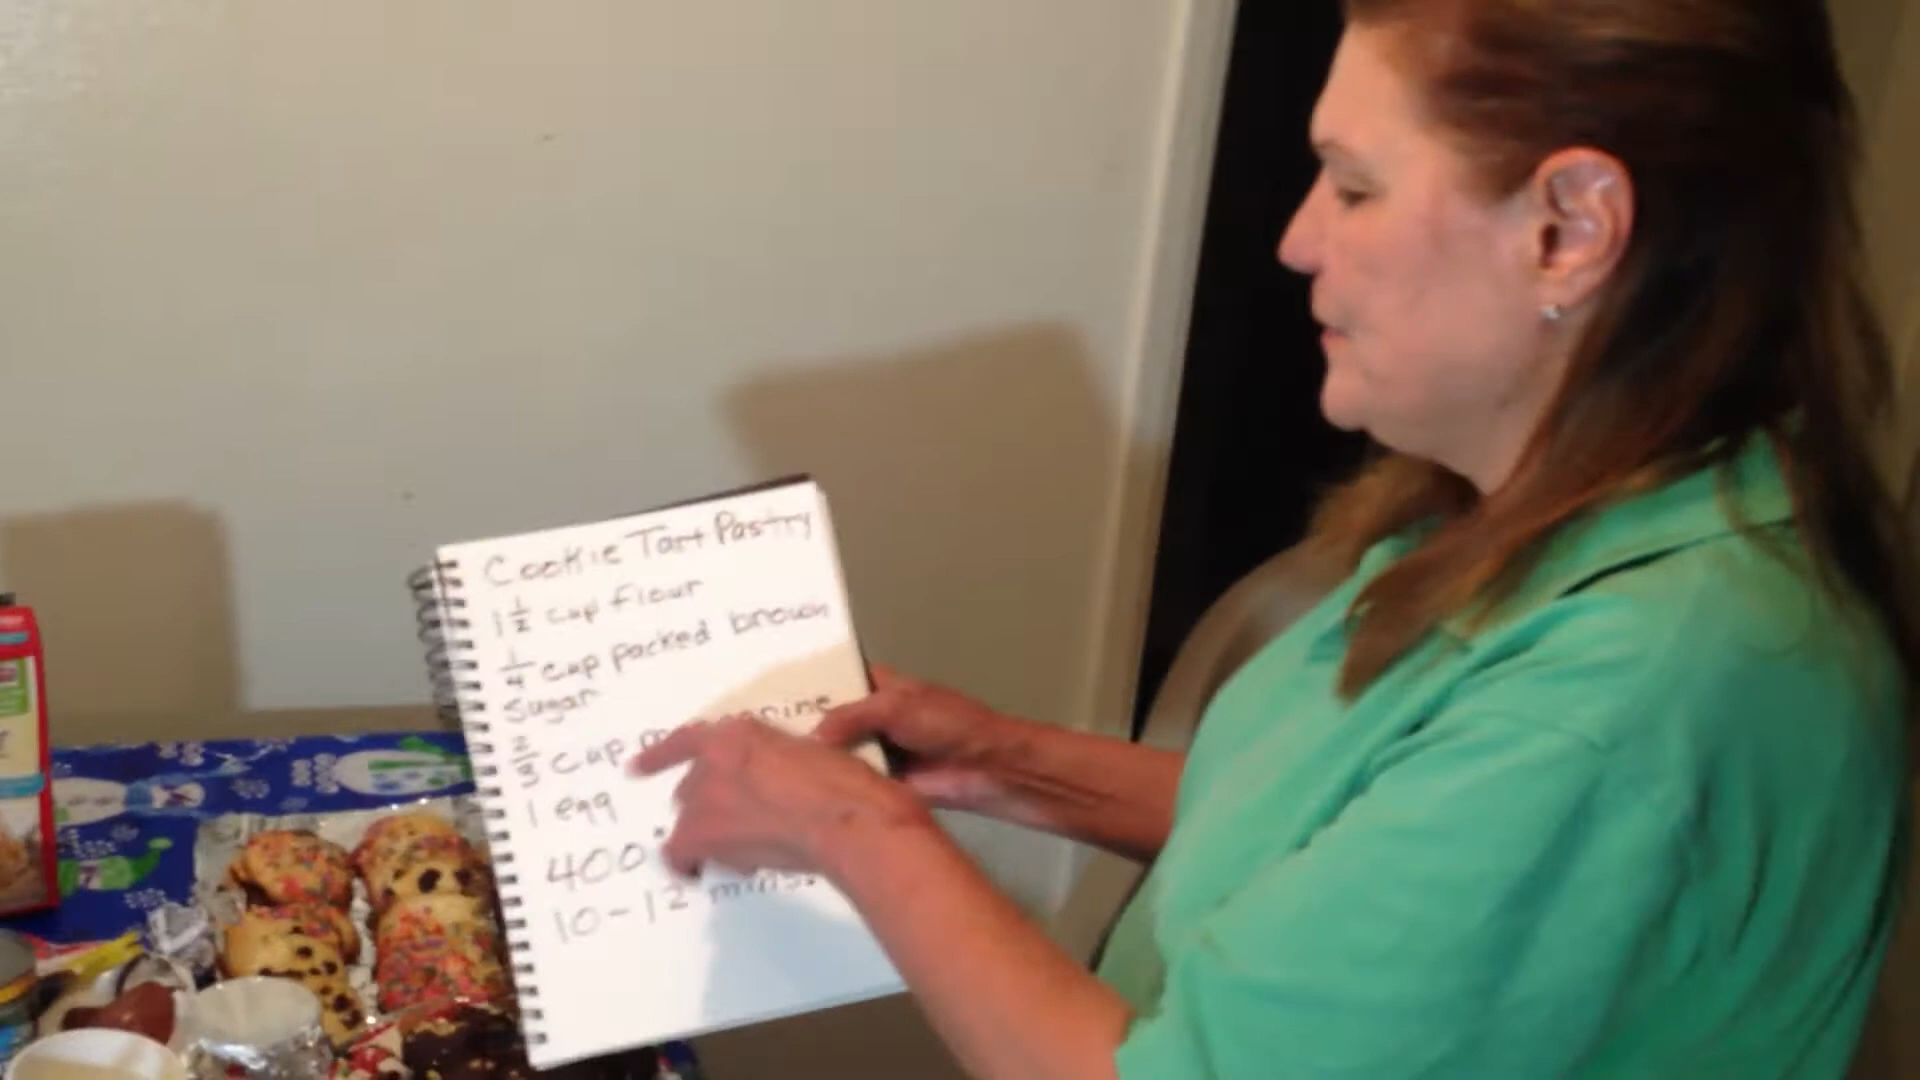 Cookie Tart Pastry
1 1/2 cup flour
1/4 cup packed brown
sugar
2/3 cup
1 egg
400°
10-12 mins.